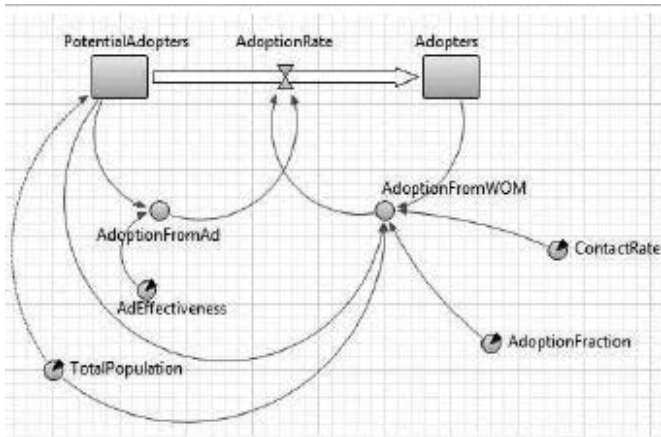 PotentialAdopters
AdoptionRate
Adopters
AdoptionFromWOM
AdoptionFromAd
ContactRate
AdEffectiveness
AdoptionFraction
TotalPopulation